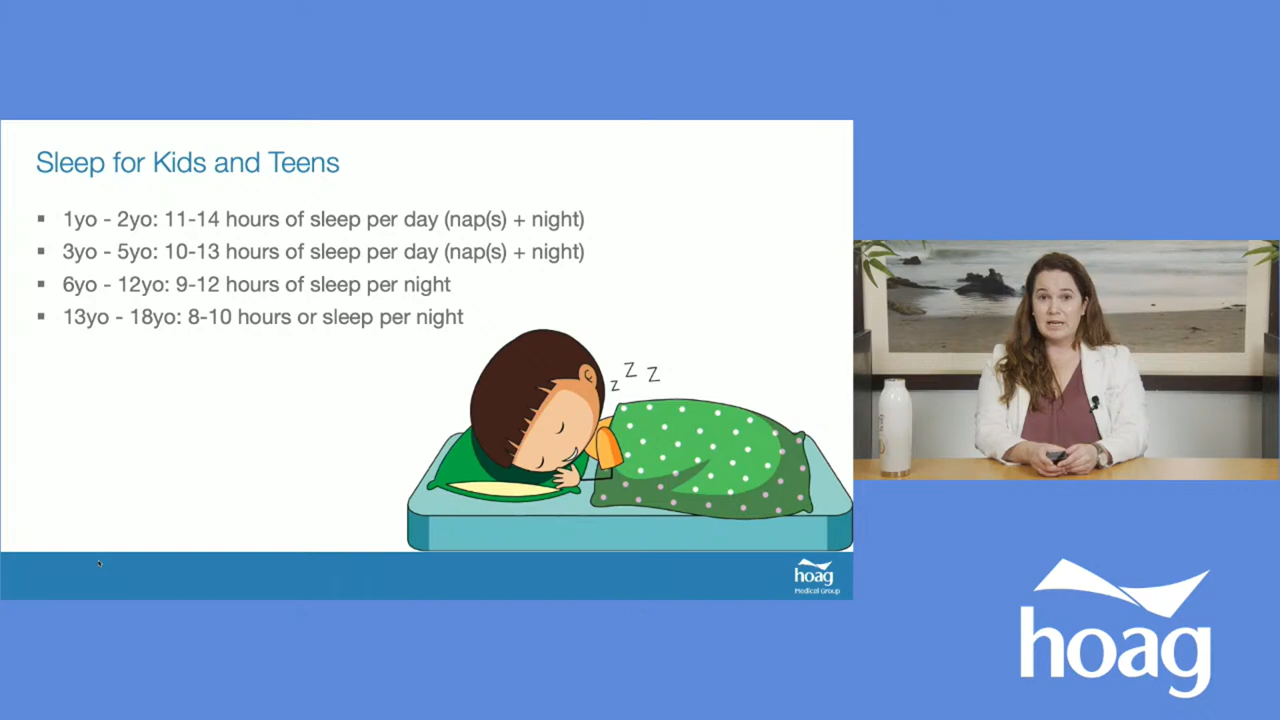 Sleep for Kids and Teens
1yo - 2yo: 11-14 hours of sleep per day (nap(s) + night)
3yo - 5yo: 10-13 hours of sleep per day (nap(s) + night)
6yo - 12yo: 9-12 hours of sleep per night
13yo - 18yo: 8-10 hours or sleep per night
z z z
hoag
Medical Group
hoag